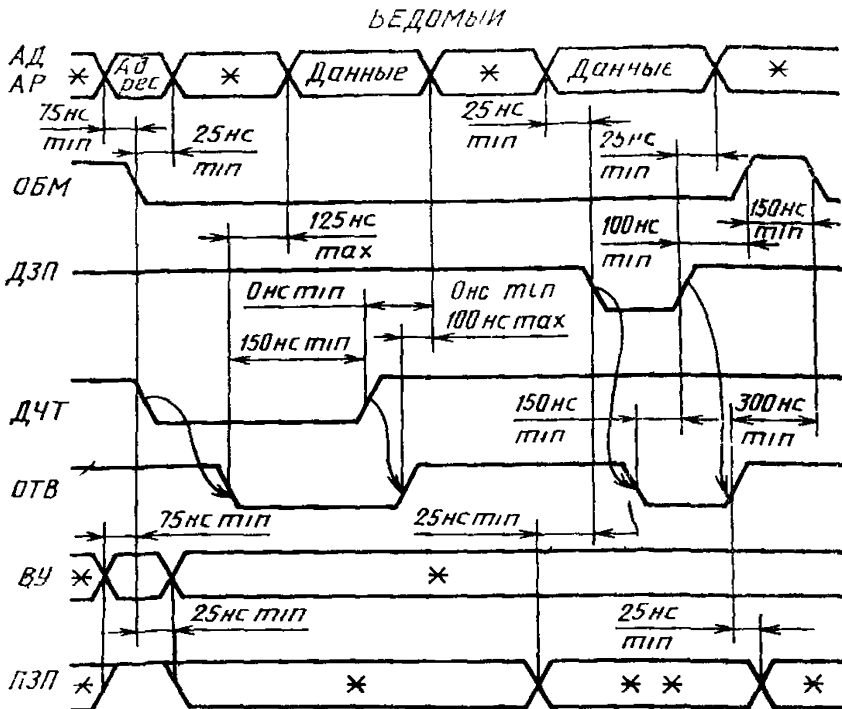 ВЕДОМЫЙ
АД
АР
* Адрес * Данные * Данные *
75нс
min
25нс
min
25нс
min
25нс
min
ОБМ
125нс
max
100нс
min
150нс
min
ДЗП
0нс min
0нс min
100нс max
150нс min
ДЧТ
150нс
min
300нс
min
ОТВ
75нс min
25нс min
ВУ
* *
25нс min
25нс
min
ПЗП
* * * * *